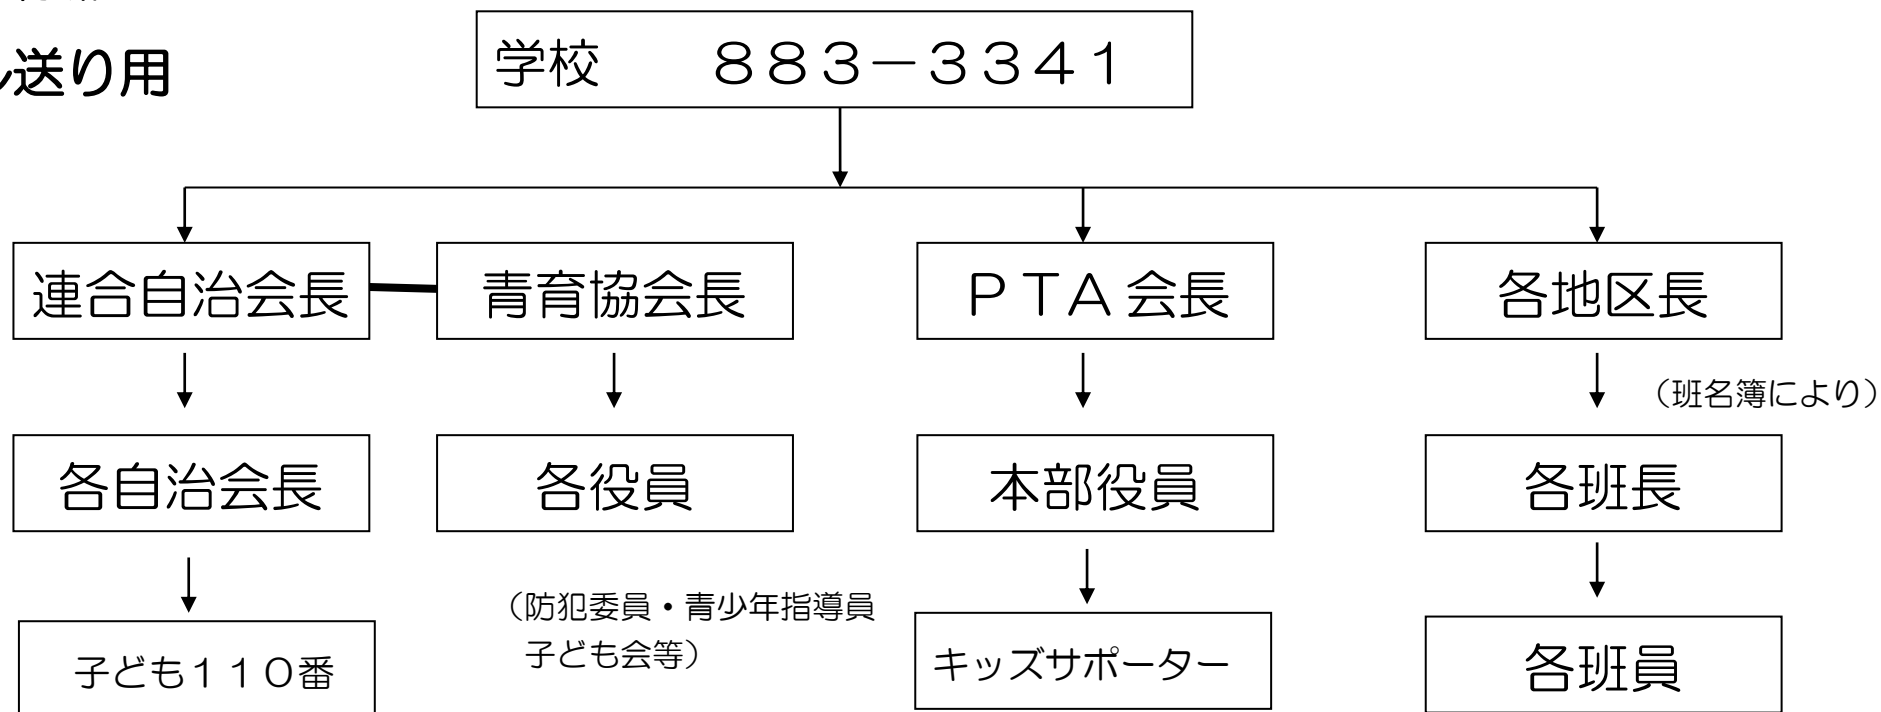 送り用
学校　８８３－３３４１
連合自治会長
青育協会長
ＰＴＡ会長
各地区長
（班名簿により）
各自治会長
各役員
本部役員
各班長
（防犯委員・青少年指導員
子ども会等）
子ども１１０番
キッズサポーター
各班員